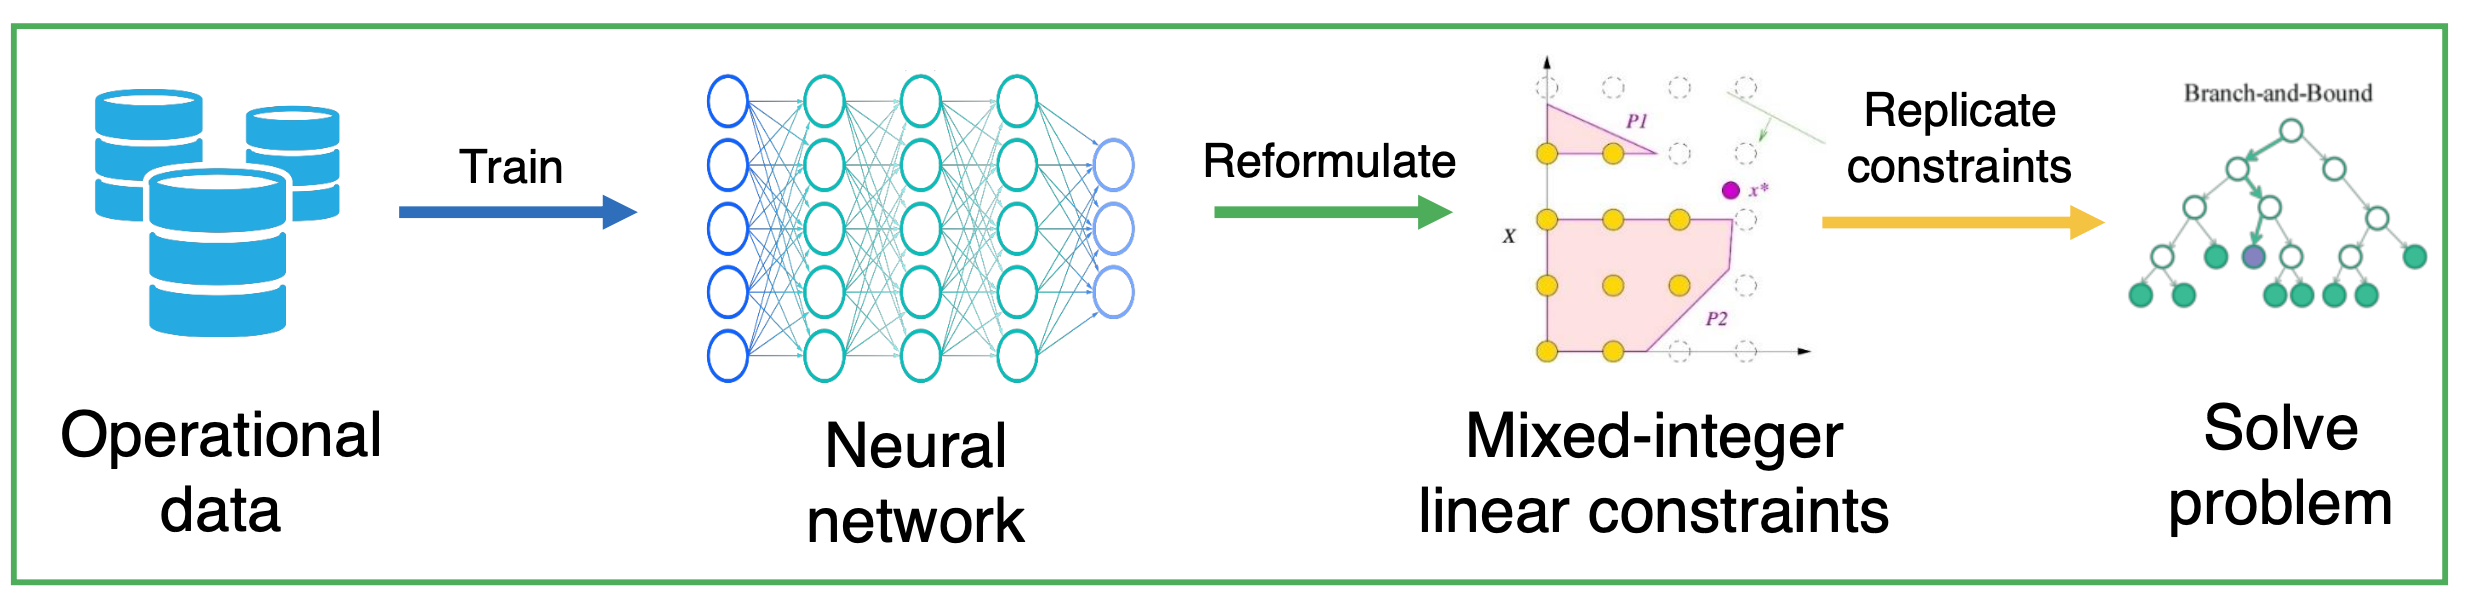 Train
Reformulate
Replicate
constraints
Branch-and-Bound
P1
x*
X
P2
Operational
data
Neural
network
Mixed-integer
linear constraints
Solve
problem